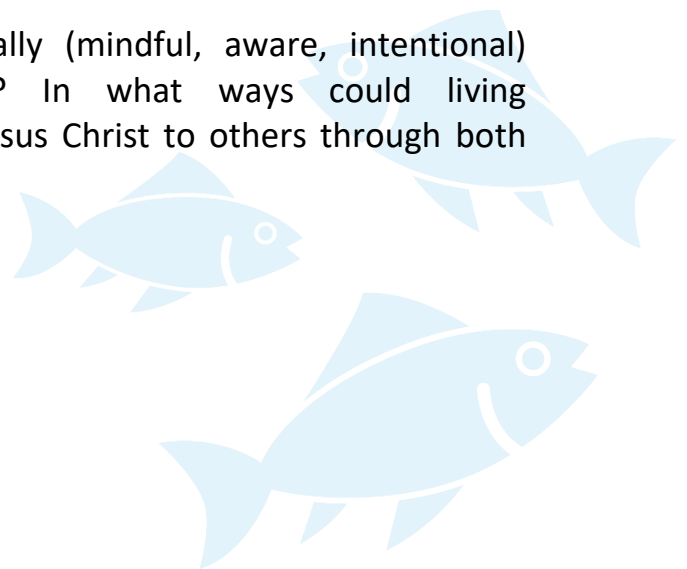 ally (mindful, aware, intentional)
? In what ways could living
sus Christ to others through both